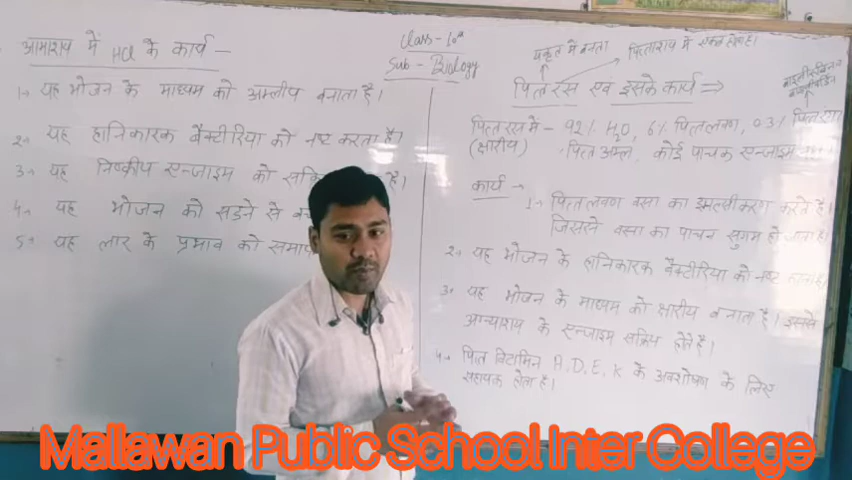 आमाशय में HCl के कार्य -
1→ यह भोजन के माध्यम को अम्लीय बनाता है।
2→ यह हानिकारक बैक्टीरिया को नष्ट करता है।
3→ यह निष्क्रीय एन्जाइम को है।
4→ यह भोजन को सडने से
5→ यह लार के प्रभाव को
Class - 10th
Sub - Biology
यकृत में बनता
पित्ताशय में एकत्र होता है।
पित्त रस एवं इसके कार्य ⇒
पित्त रस में - 92% H₂O, 6% पित्त लवण, 0.3% पित्त
(क्षारीय) पित्त अम्ल, कोई पाचक एन्जाइम
कार्य →
1→ पित्त लवण वसा का इमल्सीकरण करते है।
जिससे वसा का पाचन सुगम हो जाता है।
2→ यह भोजन के हानिकारक बैक्टीरिया को नष्ट करता है।
3→ यह भोजन के माध्यम को क्षारीय बनाता है। इससे
अग्न्याशय के एन्जाइम सक्रिय होते है।
4→ पित्त विटामिन A, D, E, K के अवशोषण के लिए
सहायक होता है।
Mallawan Public School Inter College